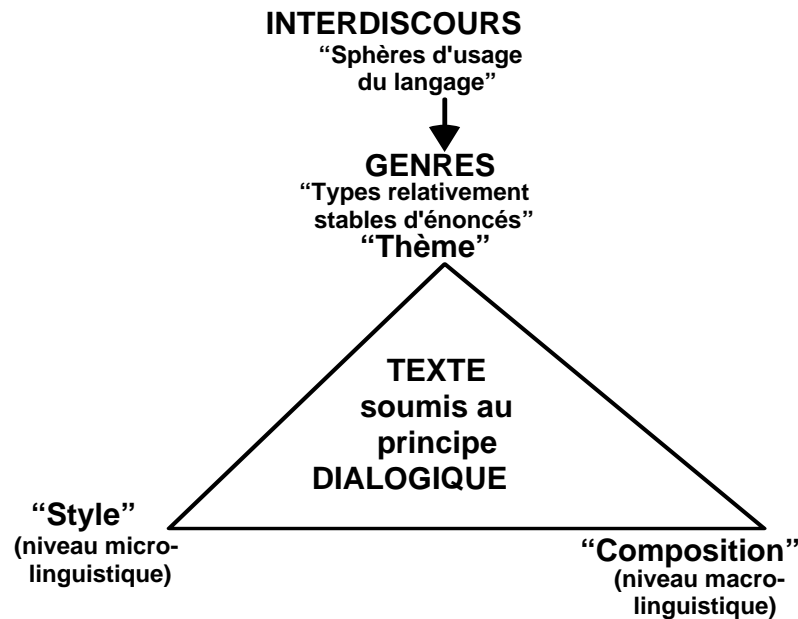 INTERDISCOURS
“Sphères d'usage
du langage”
GENRES
“Types relativement
stables d'énoncés”
“Thème”
TEXTE
soumis au
principe
DIALOGIQUE
“Style”
(niveau micro-
linguistique)
“Composition”
(niveau macro-
linguistique)